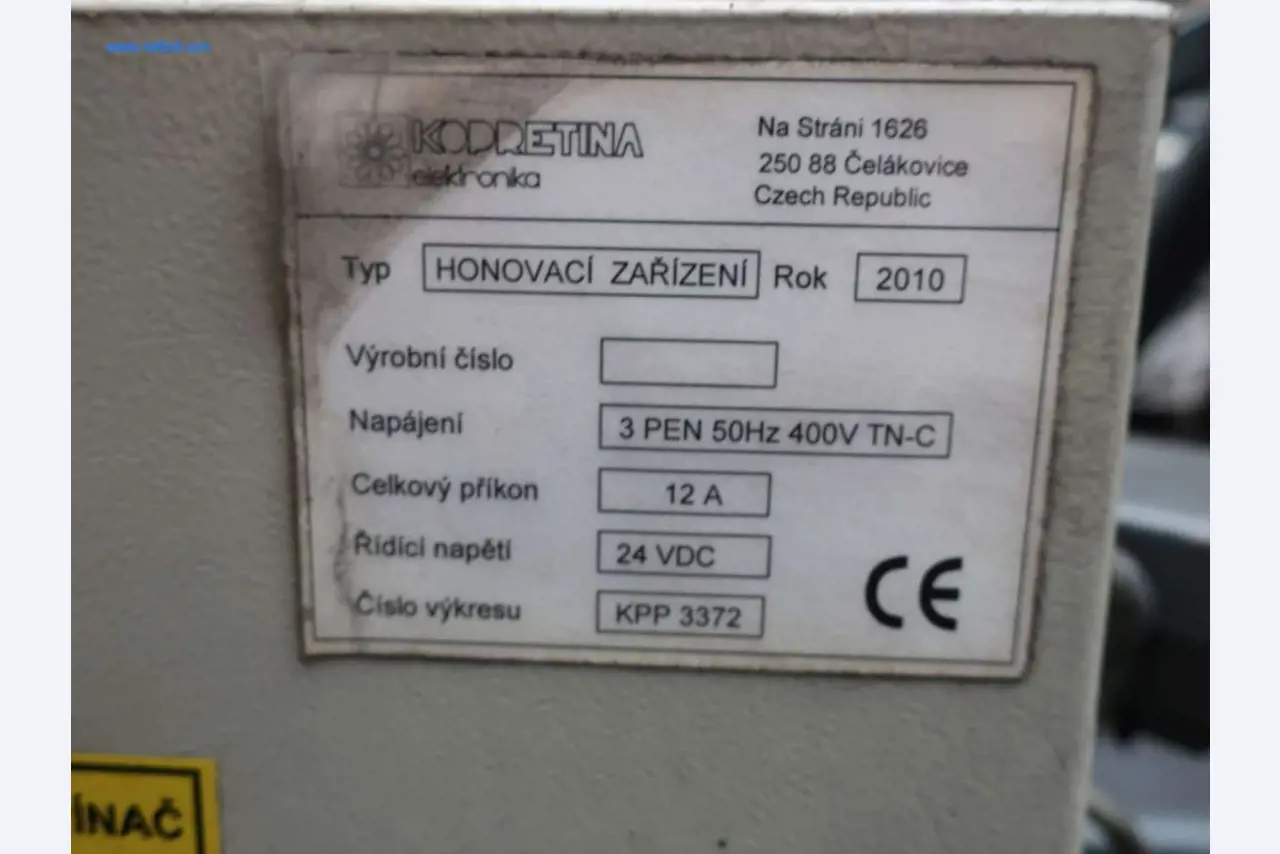 KOPRETINA
elektronika
Na Stráni 1626
250 88 Čelákovice
Czech Republic
Typ HONOVACÍ ZAŘÍZENÍ Rok 2010
Výrobní číslo
Napájení 3 PEN 50Hz 400V TN-C
Celkový příkon 12 A
Řídící napětí 24 VDC
Číslo výkresu KPP 3372
CE
ÍNAČ